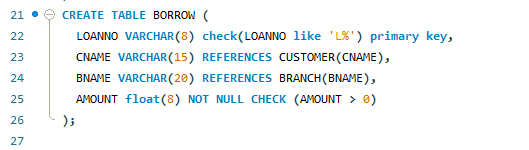 21 CREATE TABLE BORROW (
22 LOANNO VARCHAR(8) check(LOANNO like 'L%') primary key,
23 CNAME VARCHAR(15) REFERENCES CUSTOMER(CNAME),
24 BNAME VARCHAR(20) REFERENCES BRANCH(BNAME),
25 AMOUNT float(8) NOT NULL CHECK (AMOUNT > 0)
26 );
27